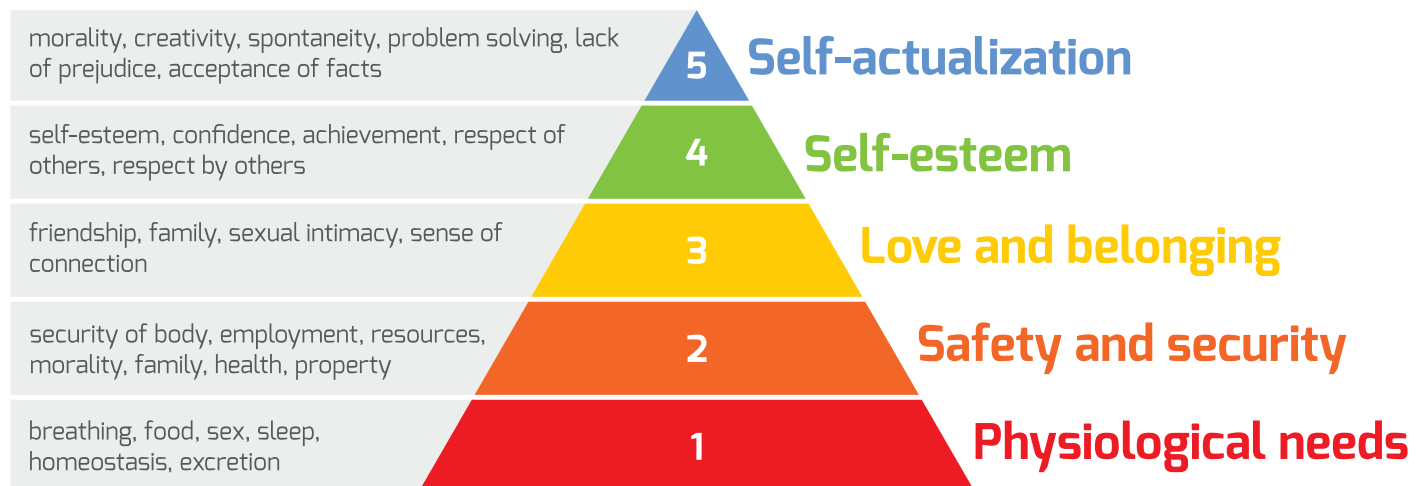 morality, creativity, spontaneity, problem solving, lack
of prejudice, acceptance of facts
5
Self-actualization
self-esteem, confidence, achievement, respect of
others, respect by others
4
Self-esteem
friendship, family, sexual intimacy, sense of
connection
3
Love and belonging
security of body, employment, resources,
morality, family, health, property
2
Safety and security
breathing, food, sex, sleep,
homeostasis, excretion
1
Physiological needs